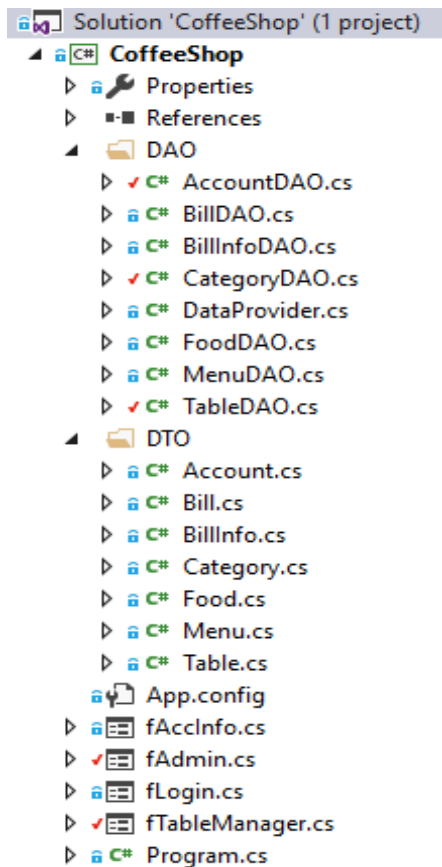 Solution 'CoffeeShop' (1 project)
C# CoffeeShop
Properties
References
DAO
C# AccountDAO.cs
C# BillDAO.cs
C# BillInfoDAO.cs
C# CategoryDAO.cs
C# DataProvider.cs
C# FoodDAO.cs
C# MenuDAO.cs
C# TableDAO.cs
DTO
C# Account.cs
C# Bill.cs
C# BillInfo.cs
C# Category.cs
C# Food.cs
C# Menu.cs
C# Table.cs
App.config
fAccInfo.cs
fAdmin.cs
fLogin.cs
fTableManager.cs
C# Program.cs